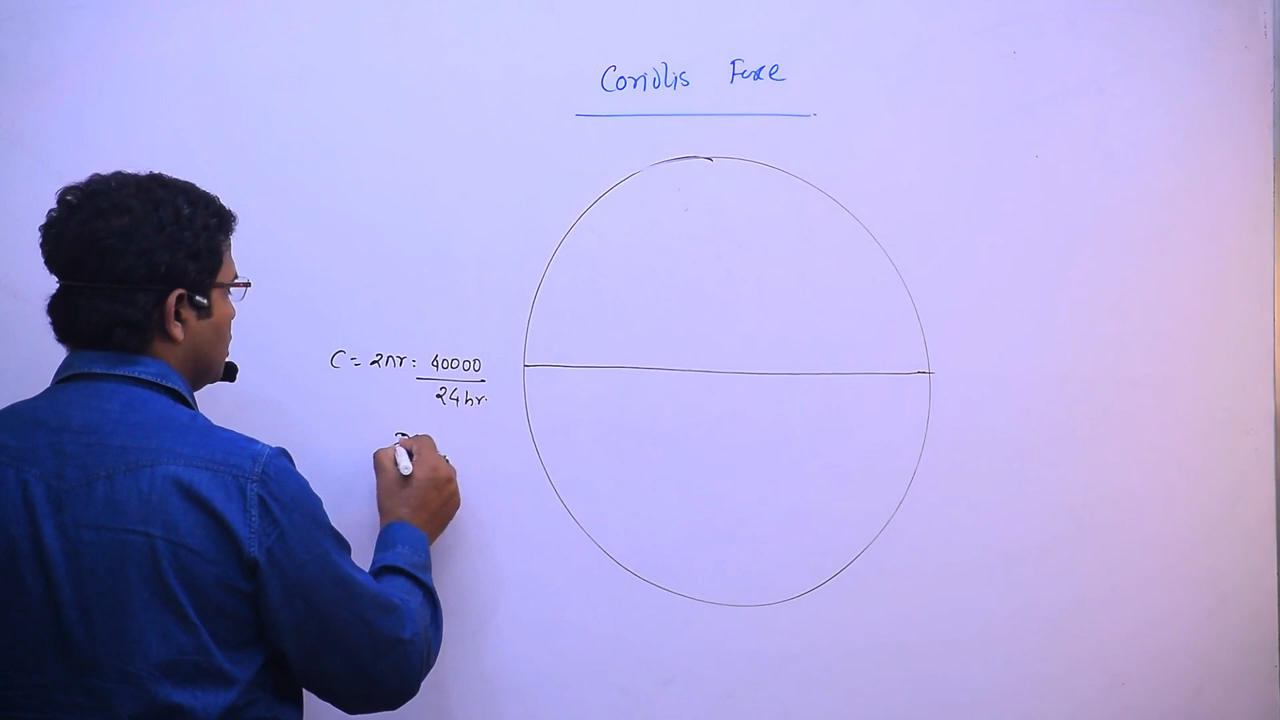 Coriolis Force
C = 2πr = 40000
24 hr.